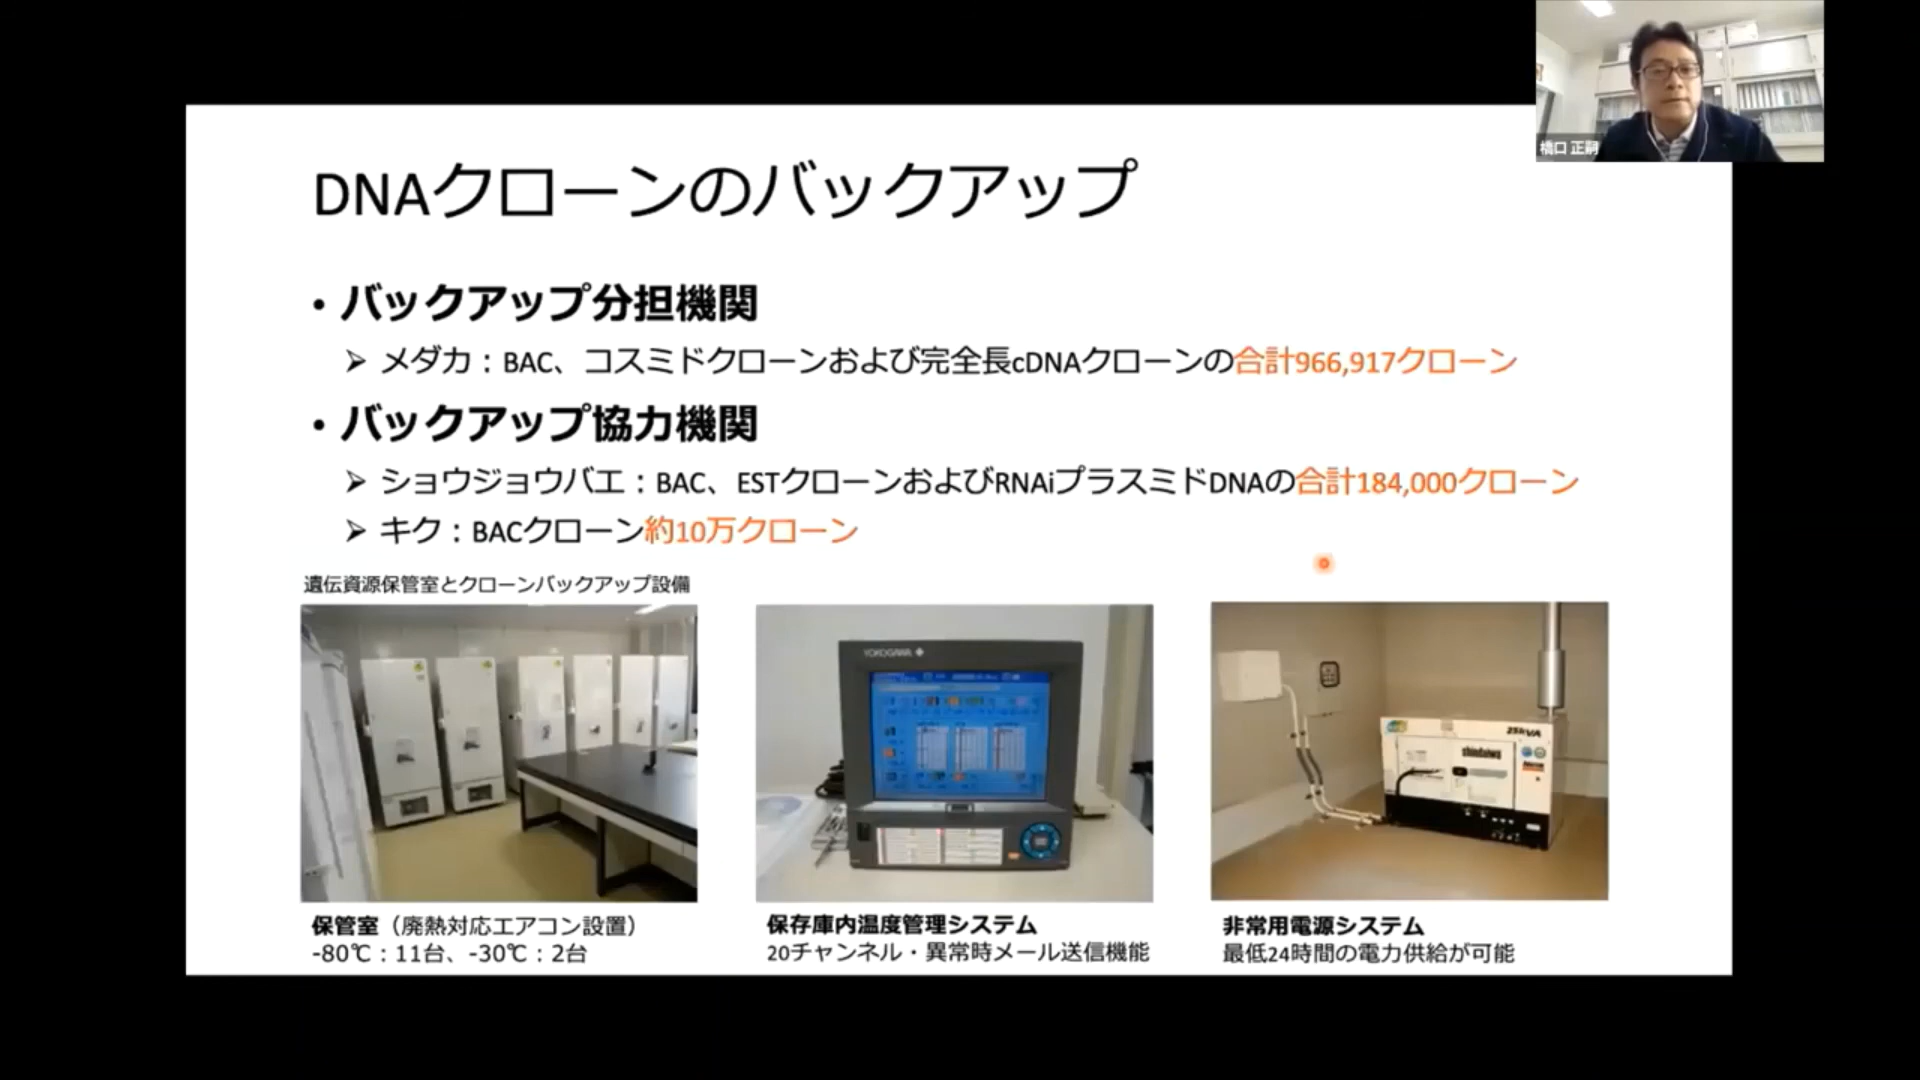 橋口 正嗣
DNAクローンのバックアップ
• バックアップ分担機関
➢ メダカ：BAC、コスミドクローンおよび完全長cDNAクローンの合計966,917クローン
• バックアップ協力機関
➢ ショウジョウバエ：BAC、ESTクローンおよびRNAiプラスミドDNAの合計184,000クローン
➢ キク：BACクローン約10万クローン
遺伝資源保管室とクローンバックアップ設備
YOKOGAWA
shindaiwa
保管室（廃熱対応エアコン設置）
-80℃：11台、-30℃：2台
保存庫内温度管理システム
20チャンネル・異常時メール送信機能
非常用電源システム
最低24時間の電力供給が可能